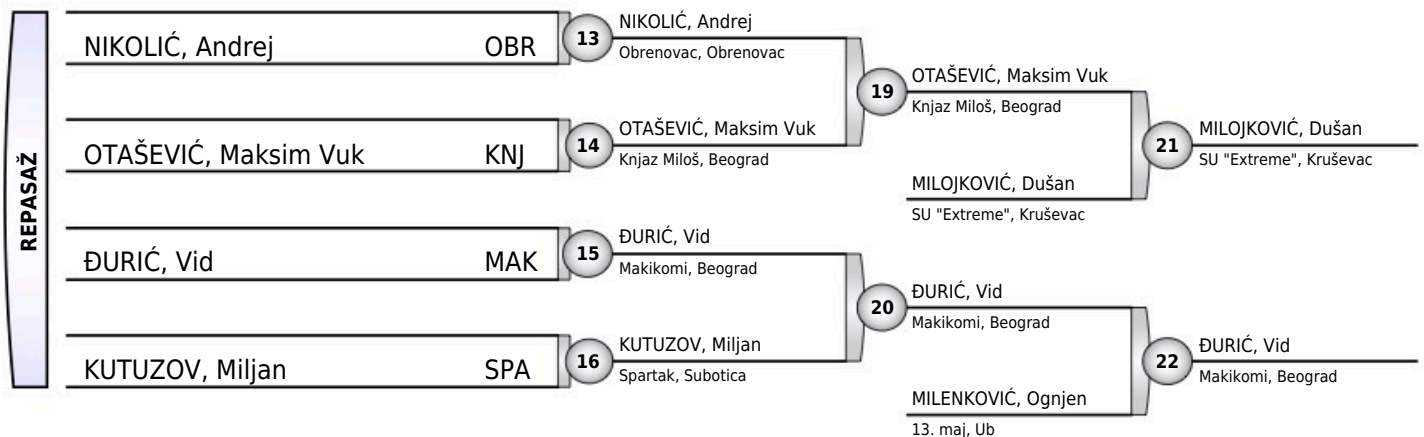 REPASAŽ
NIKOLIĆ, Andrej OBR
OTAŠEVIĆ, Maksim Vuk KNJ
ĐURIĆ, Vid MAK
KUTUZOV, Miljan SPA
13
NIKOLIĆ, Andrej
Obrenovac, Obrenovac
14
OTAŠEVIĆ, Maksim Vuk
Knjaz Miloš, Beograd
15
ĐURIĆ, Vid
Makikomi, Beograd
16
KUTUZOV, Miljan
Spartak, Subotica
19
OTAŠEVIĆ, Maksim Vuk
Knjaz Miloš, Beograd
MILOJKOVIĆ, Dušan
SU "Extreme", Kruševac
20
ĐURIĆ, Vid
Makikomi, Beograd
MILENKOVIĆ, Ognjen
13. maj, Ub
21
MILOJKOVIĆ, Dušan
SU "Extreme", Kruševac
22
ĐURIĆ, Vid
Makikomi, Beograd